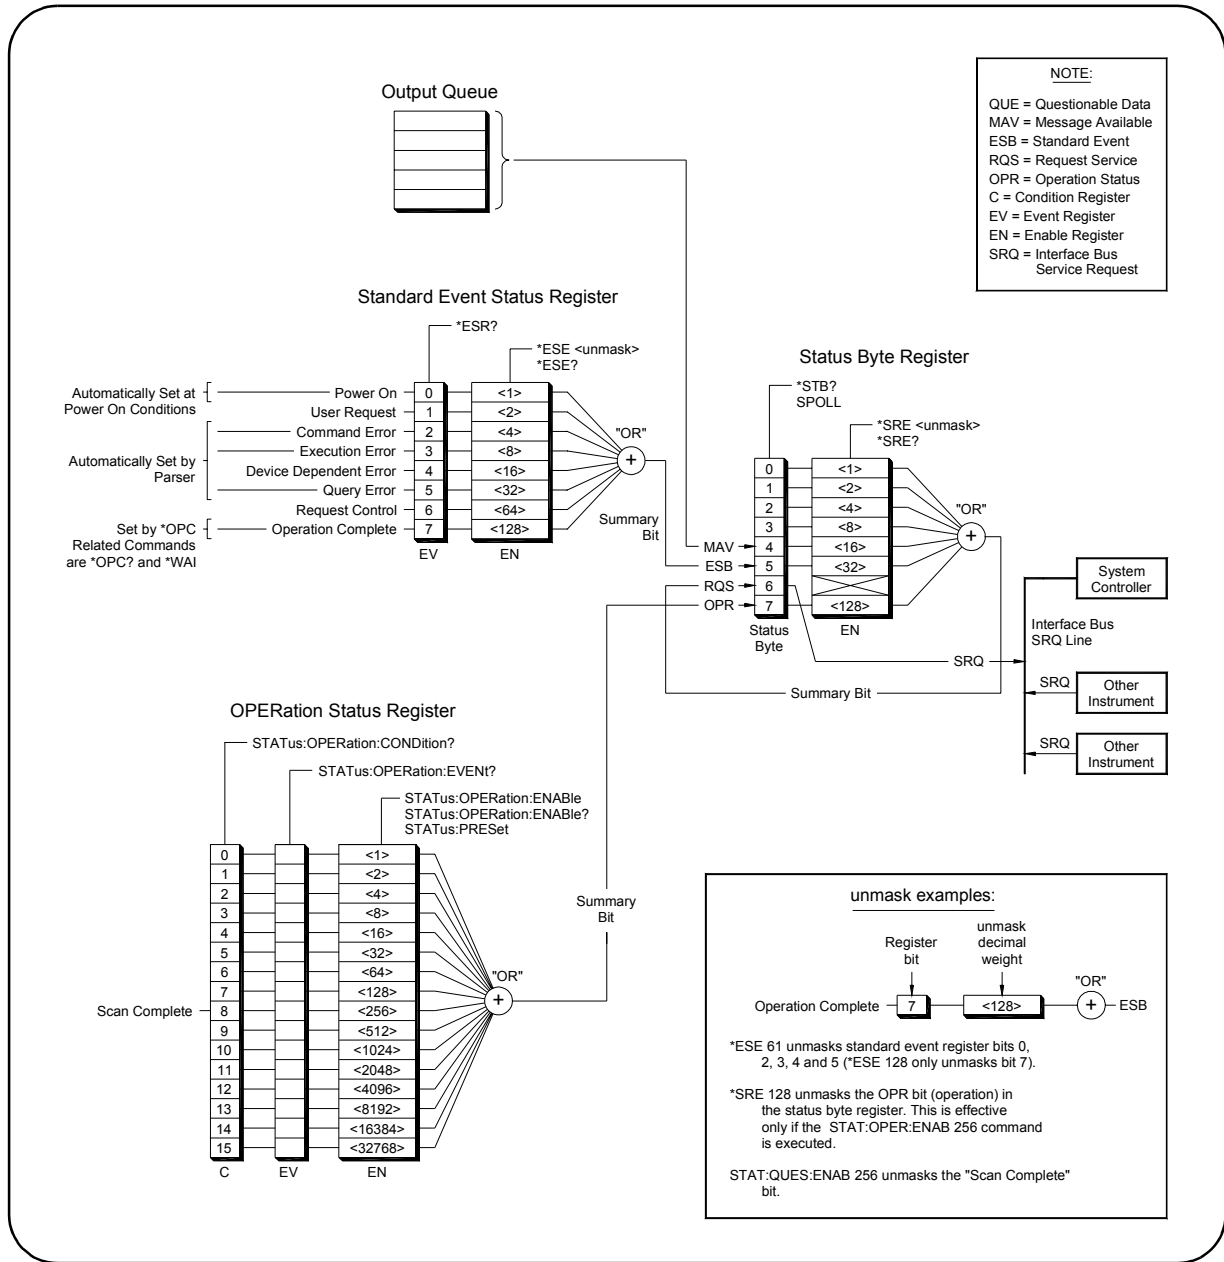 Output Queue
NOTE:
QUE = Questionable Data
MAV = Message Available
ESB = Standard Event
RQS = Request Service
OPR = Operation Status
C = Condition Register
EV = Event Register
EN = Enable Register
SRQ = Interface Bus
Service Request
Standard Event Status Register
*ESR?
*ESE <unmask>
*ESE?
Automatically Set at
Power On Conditions
Automatically Set by
Parser
Set by *OPC
Related Commands
are *OPC? and *WAI
Power On 0 <1>
User Request 1 <2>
Command Error 2 <4>
Execution Error 3 <8>
Device Dependent Error 4 <16>
Query Error 5 <32>
Request Control 6 <64>
Operation Complete 7 <128>
EV EN
"OR"
+
Summary
Bit
Status Byte Register
*STB?
SPOLL
*SRE <unmask>
*SRE?
0 <1>
1 <2>
2 <4>
3 <8>
MAV 4 <16>
ESB 5 <32>
RQS 6
OPR 7 <128>
Status
Byte
EN
"OR"
+
SRQ
Summary Bit
System
Controller
Interface Bus
SRQ Line
SRQ
Other
Instrument
SRQ
Other
Instrument
OPERation Status Register
STATus:OPERation:CONDition?
STATus:OPERation:EVENt?
STATus:OPERation:ENABle
STATus:OPERation:ENABle?
STATus:PRESet
0 <1>
1 <2>
2 <4>
3 <8>
4 <16>
5 <32>
6 <64>
7 <128>
Scan Complete 8 <256>
9 <512>
10 <1024>
11 <2048>
12 <4096>
13 <8192>
14 <16384>
15 <32768>
C EV EN
"OR"
+
Summary
Bit
unmask examples:
Register
bit
unmask
decimal
weight
Operation Complete 7 <128> "OR" + ESB
*ESE 61 unmasks standard event register bits 0,
2, 3, 4 and 5 (*ESE 128 only unmasks bit 7).
*SRE 128 unmasks the OPR bit (operation) in
the status byte register. This is effective
only if the STAT:OPER:ENAB 256 command
is executed.
STAT:QUES:ENAB 256 unmasks the "Scan Complete"
bit.